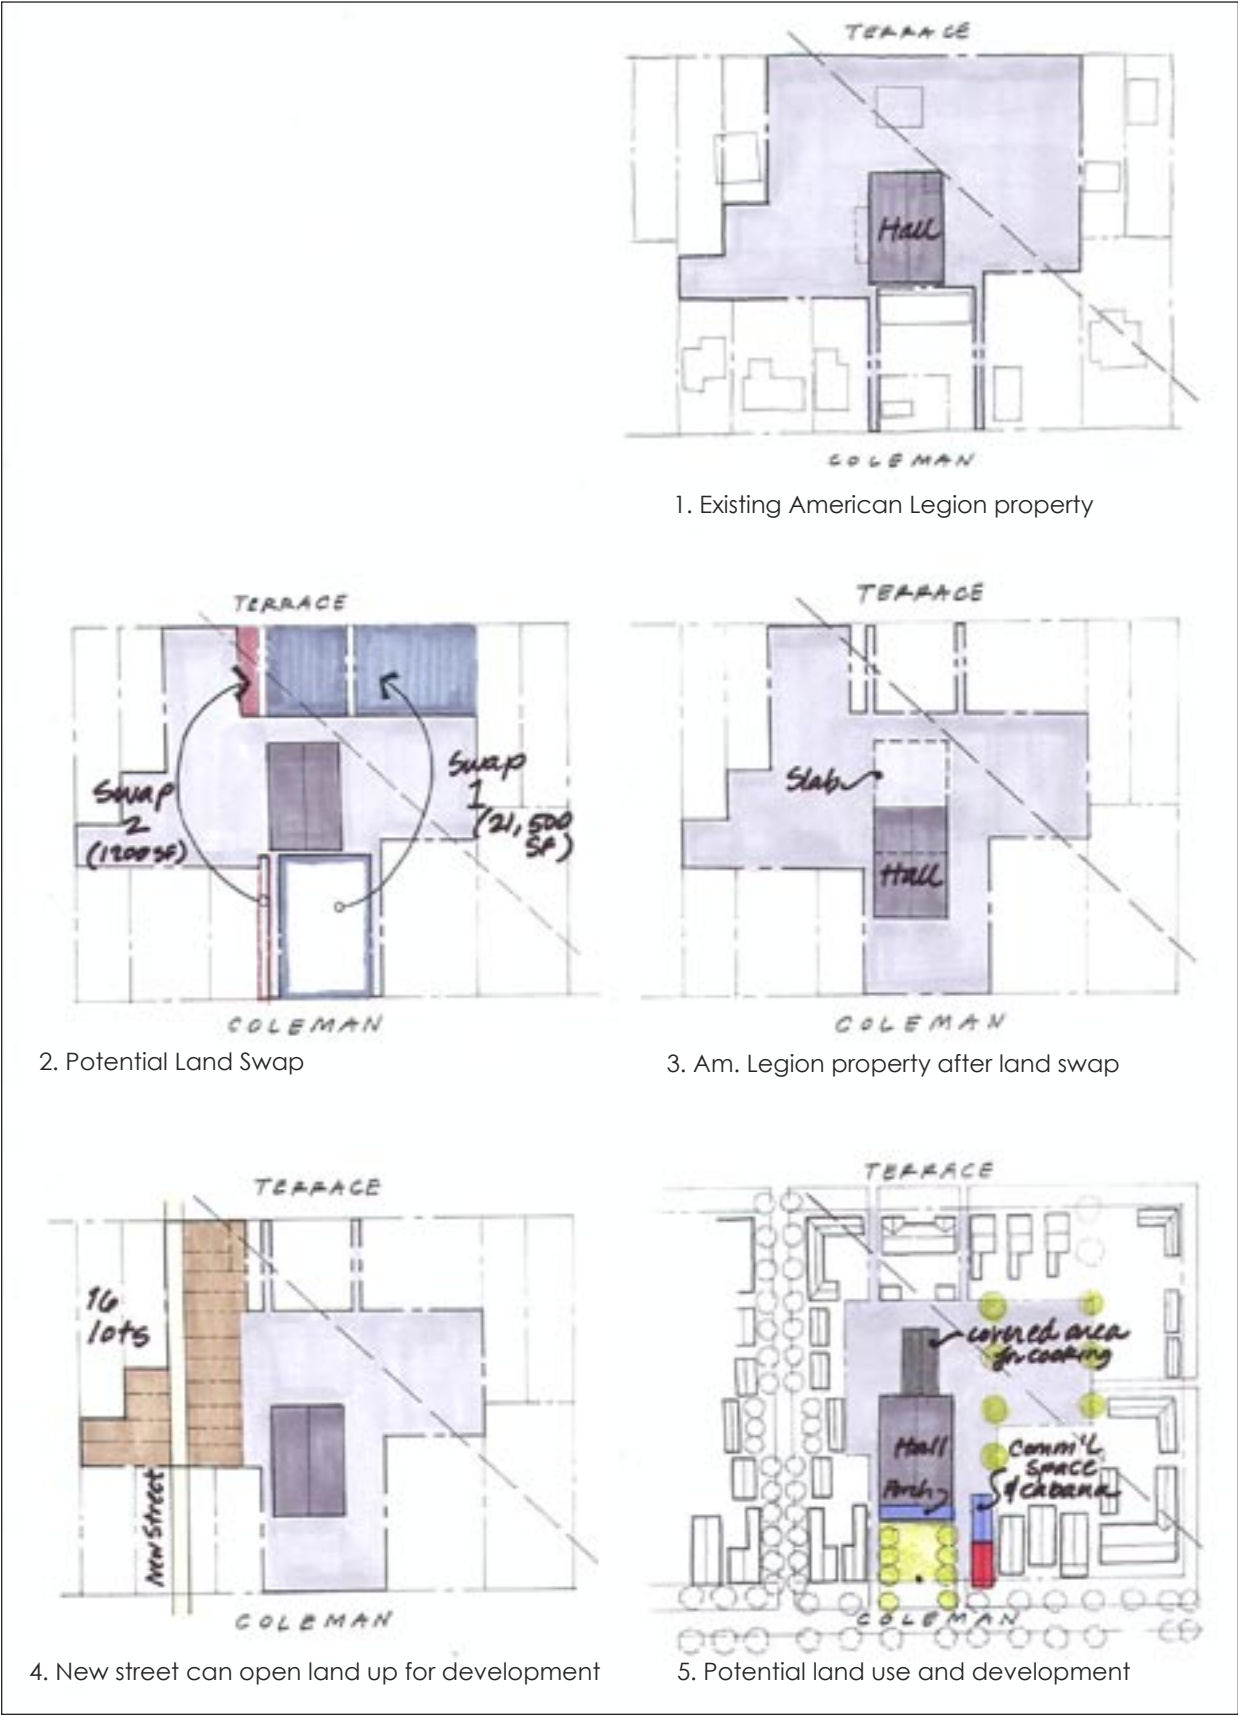 TERRACE
Hall
COLEMAN
1. Existing American Legion property
TERRACE
Swap
1
(21,500
SF)
Swap
2
(1200 SF)
COLEMAN
2. Potential Land Swap
TERRACE
Slab
Hall
COLEMAN
3. Am. Legion property after land swap
TERRACE
16
lots
New Street
COLEMAN
4. New street can open land up for development
TERRACE
covered area
for cooking
Hall
Porch
Comm'l
space
& cabana
COLEMAN
5. Potential land use and development